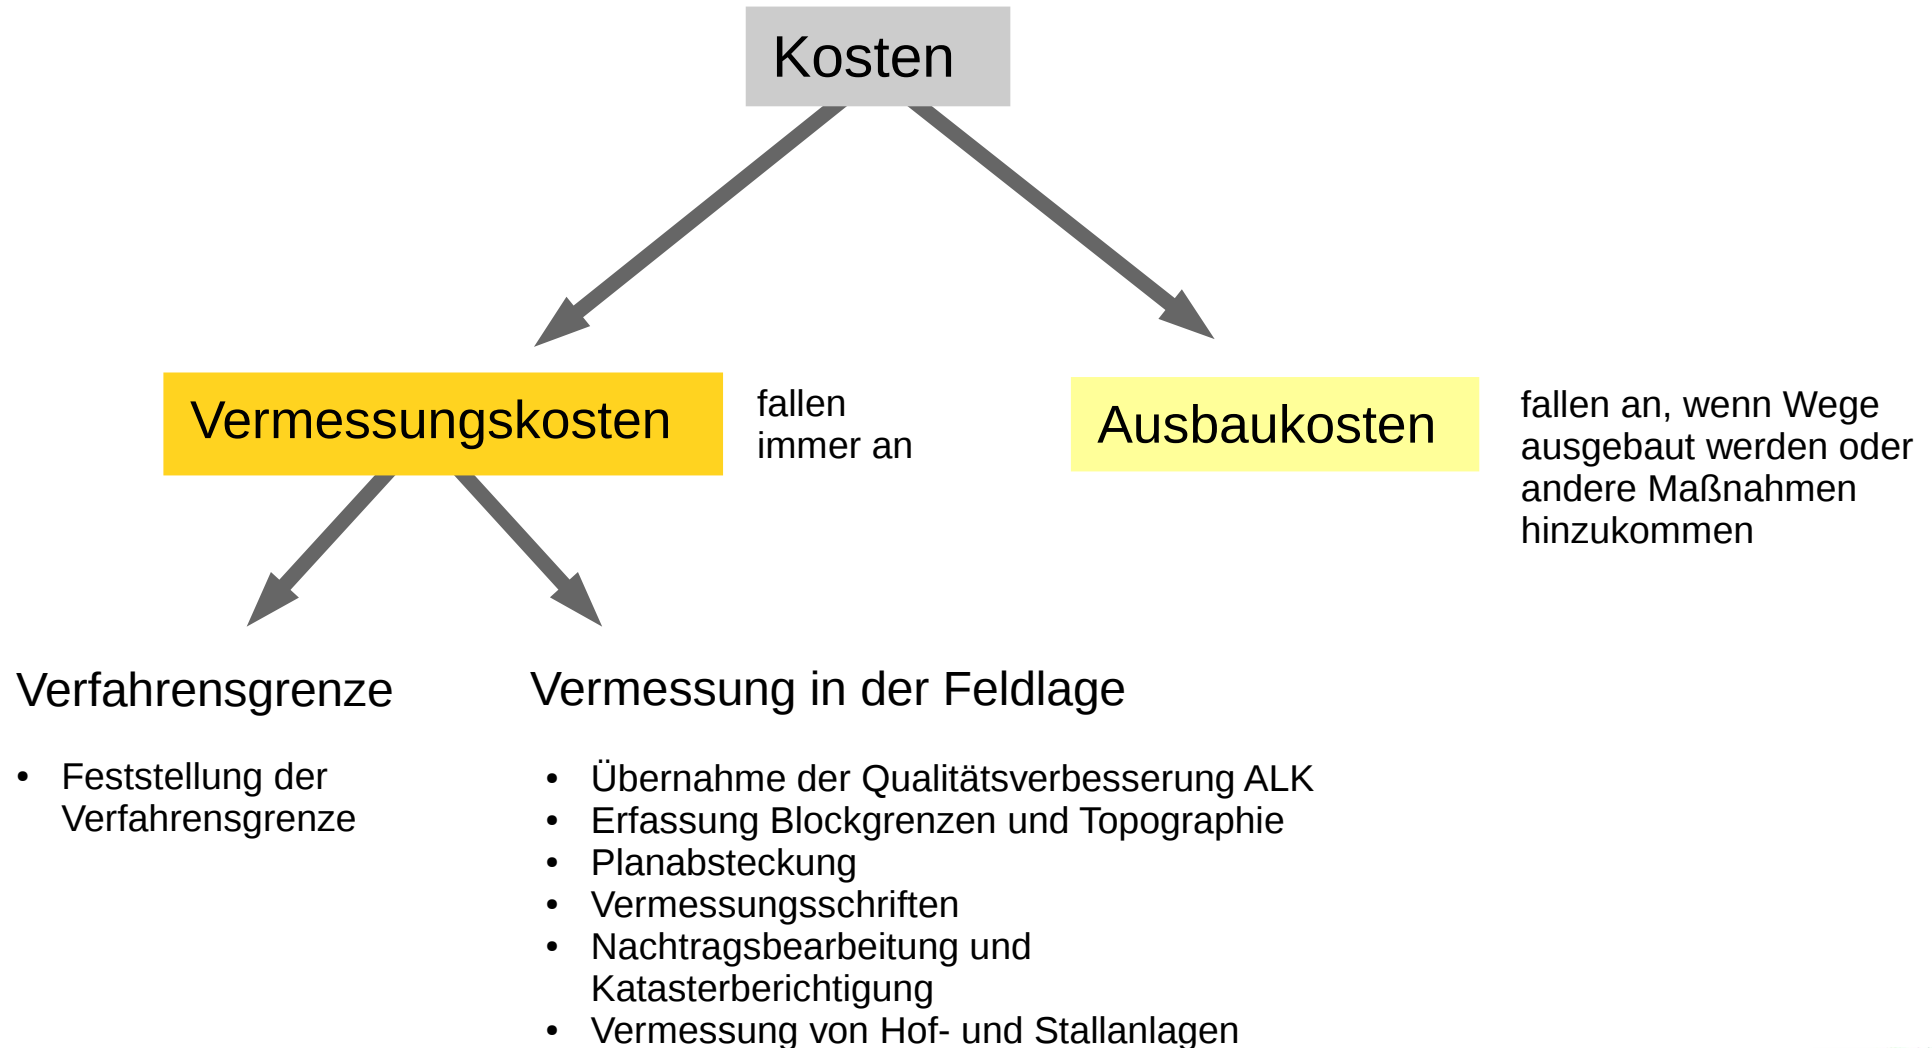 Kosten
Vermessungskosten
fallen
immer an
Ausbaukosten
fallen an, wenn Wege
ausgebaut werden oder
andere Maßnahmen
hinzukommen
Verfahrensgrenze
• Feststellung der
Verfahrensgrenze
Vermessung in der Feldlage
• Übernahme der Qualitätsverbesserung ALK
• Erfassung Blockgrenzen und Topographie
• Planabsteckung
• Vermessungsschriften
• Nachtragsbearbeitung und
Katasterberichtigung
• Vermessung von Hof- und Stallanlagen